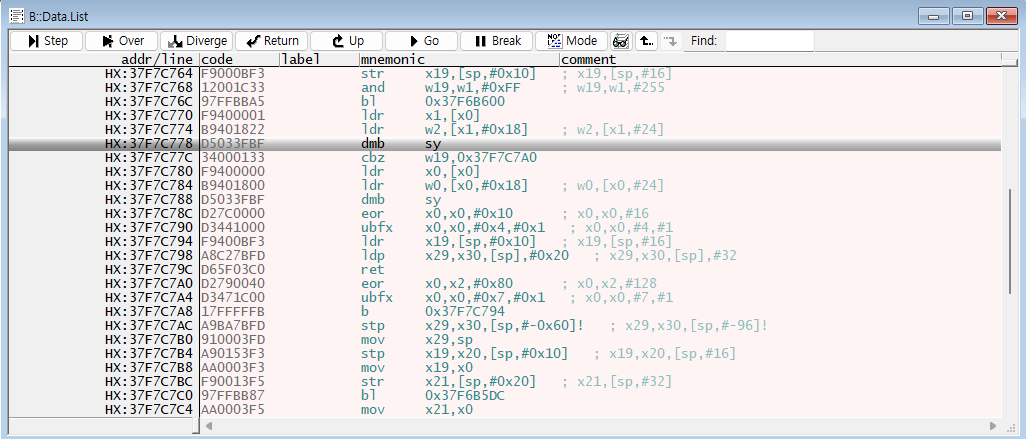 B::Data.List
Step Over Diverge Return Up Go Break Mode Find:
addr/line code label mnemonic comment
HX:37F7C764 F9000BF3 str x19,[sp,#0x10] ; x19,[sp,#16]
HX:37F7C768 12001C33 and w19,w1,#0xFF ; w19,w1,#255
HX:37F7C76C 97FFBBA5 bl 0x37F6B600
HX:37F7C770 F9400001 ldr x1,[x0]
HX:37F7C774 B9401822 ldr w2,[x1,#0x18] ; w2,[x1,#24]
HX:37F7C778 D5033FBF dmb sy
HX:37F7C77C 34000133 cbz w19,0x37F7C7A0
HX:37F7C780 F9400000 ldr x0,[x0]
HX:37F7C784 B9401800 ldr w0,[x0,#0x18] ; w0,[x0,#24]
HX:37F7C788 D5033FBF dmb sy
HX:37F7C78C D27C0000 eor x0,x0,#0x10 ; x0,x0,#16
HX:37F7C790 D3441000 ubfx x0,x0,#0x4,#0x1 ; x0,x0,#4,#1
HX:37F7C794 F9400BF3 ldr x19,[sp,#0x10] ; x19,[sp,#16]
HX:37F7C798 A8C27BFD ldp x29,x30,[sp],#0x20 ; x29,x30,[sp],#32
HX:37F7C79C D65F03C0 ret
HX:37F7C7A0 D2790040 eor x0,x2,#0x80 ; x0,x2,#128
HX:37F7C7A4 D3471C00 ubfx x0,x0,#0x7,#0x1 ; x0,x0,#7,#1
HX:37F7C7A8 17FFFFFB b 0x37F7C794
HX:37F7C7AC A9BA7BFD stp x29,x30,[sp,#-0x60]! ; x29,x30,[sp,#-96]!
HX:37F7C7B0 910003FD mov x29,sp
HX:37F7C7B4 A90153F3 stp x19,x20,[sp,#0x10] ; x19,x20,[sp,#16]
HX:37F7C7B8 AA0003F3 mov x19,x0
HX:37F7C7BC F90013F5 str x21,[sp,#0x20] ; x21,[sp,#32]
HX:37F7C7C0 97FFBB87 bl 0x37F6B5DC
HX:37F7C7C4 AA0003F5 mov x21,x0